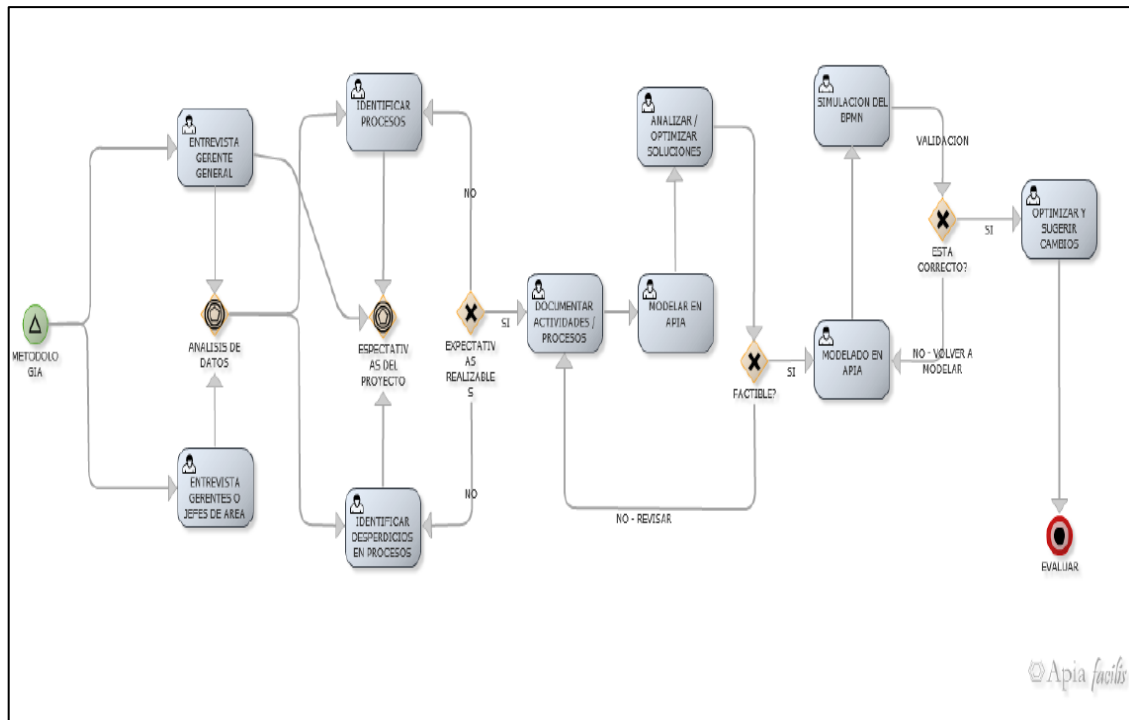 METODOLO
GIA
ENTREVISTA
GERENTE
GENERAL
ANALISIS DE
DATOS
ENTREVISTA
GERENTES O
JEFES DE AREA
IDENTIFICAR
PROCESOS
ESPECTATIV
AS DEL
PROYECTO
IDENTIFICAR
DESPERDICIOS
EN PROCESOS
NO
EXPECTATIV
AS
REALIZABLE
S
NO
SI
DOCUMENTAR
ACTIVIDADES /
PROCESOS
MODELAR EN
APIA
ANALIZAR /
OPTIMIZAR
SOLUCIONES
FACTIBLE?
NO - REVISAR
SI
MODELADO EN
APIA
SIMULACION DEL
BPMN
VALIDACION
ESTA
CORRECTO?
NO - VOLVER A
MODELAR
SI
OPTIMIZAR Y
SUGERIR
CAMBIOS
EVALUAR
Apia facilis